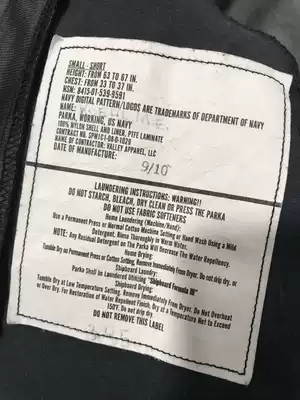 SMALL - SHORT
HEIGHT: FROM 63 TO 67 IN.
CHEST: FROM 33 TO 37 IN.
NSN: 8415-01-539-5591
NAVY DIGITAL PATTERN/LOGOS ARE TRADEMARKS OF DEPARTMENT OF NAVY
NAME:
PARKA, WORKING, US NAVY
100% NYLON SHELL AND LINER, PTFE LAMINATE
CONTRACT NO. SPM1C1-08-D-1029
NAME OF CONTRACTOR: VALLEY APPAREL, LLC
DATE OF MANUFACTURE:
9/10
LAUNDERING INSTRUCTIONS: WARNING!!
DO NOT STARCH, BLEACH, DRY CLEAN OR PRESS THE PARKA
DO NOT USE FABRIC SOFTENERS
Home Laundering (Machine/Hand):
Use a Permanent Press or Normal Cotton Machine Setting or Hand Wash Using a Mild
Detergent, Rinse Thoroughly in Warm Water.
NOTE: Any Residual Detergent on The Parka Will Decrease The Water Repellency.
Home Drying:
Tumble Dry on Permanent Press or Cotton Setting, Remove Immediately From Dryer. Do not drip dry.
Shipboard Laundry:
Parka Shall be Laundered Utilizing "Shipboard Formula III"
Shipboard Drying:
Tumble Dry at Low Temperature Setting. Remove Immediately From Dryer. Do Not Overload
or Over Dry. For Restoration of Water Repellent Finish: Dry at a Temperature Not to Exceed
150\F. Do not drip dry
DO NOT REMOVE THIS LABEL